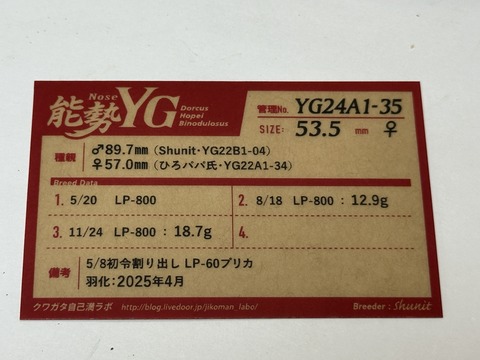 Nose
能勢YG
Dorcus
Hopei
Binodulosus
管理No. YG24A1-35
SIZE: 53.5 mm ♀
種親
♂89.7mm（Shunit・YG22B1-04）
♀57.0mm（ひろパパ氏・YG22A1-34）
Breed Data
1. 5/20 LP-800
2. 8/18 LP-800 : 12.9g
3. 11/24 LP-800 : 18.7g
4.
備考
5/8初令割り出し LP-60プリカ
羽化：2025年4月
クワガタ自己満ラボ http://blog.livedoor.jp/jikoman_labo/
Breeder : Shunit